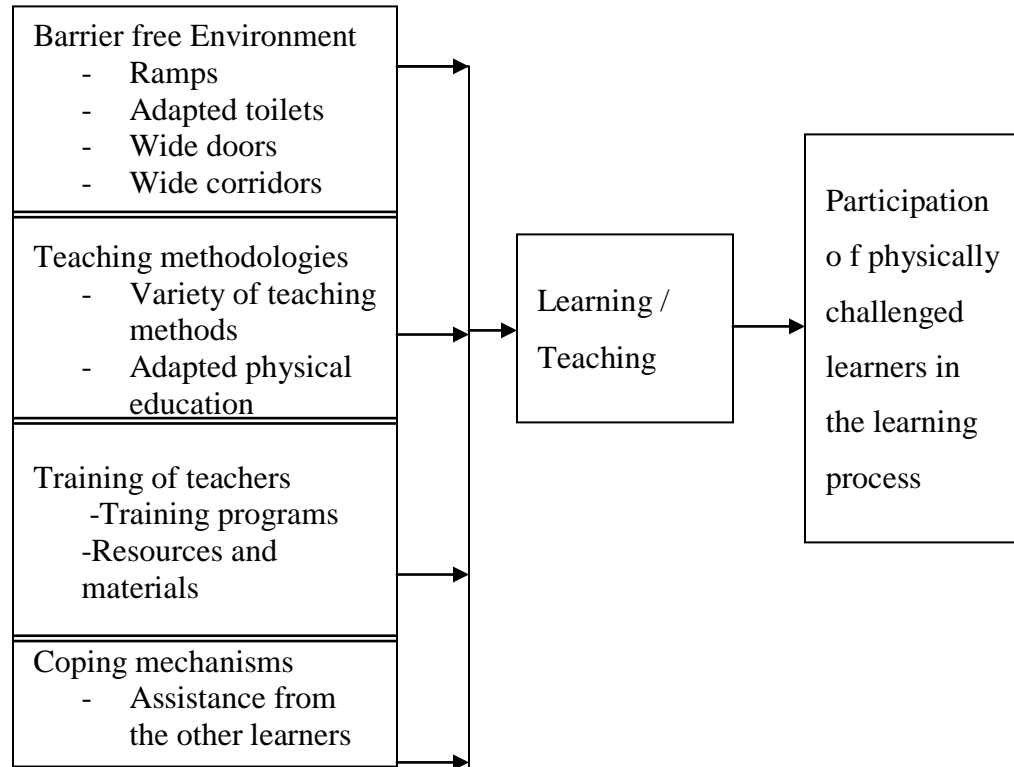 Barrier free Environment
- Ramps
- Adapted toilets
- Wide doors
- Wide corridors
Teaching methodologies
- Variety of teaching
methods
- Adapted physical
education
Training of teachers
-Training programs
-Resources and
materials
Coping mechanisms
- Assistance from
the other learners
Learning /
Teaching
Participation
o f physically
challenged
learners in
the learning
process